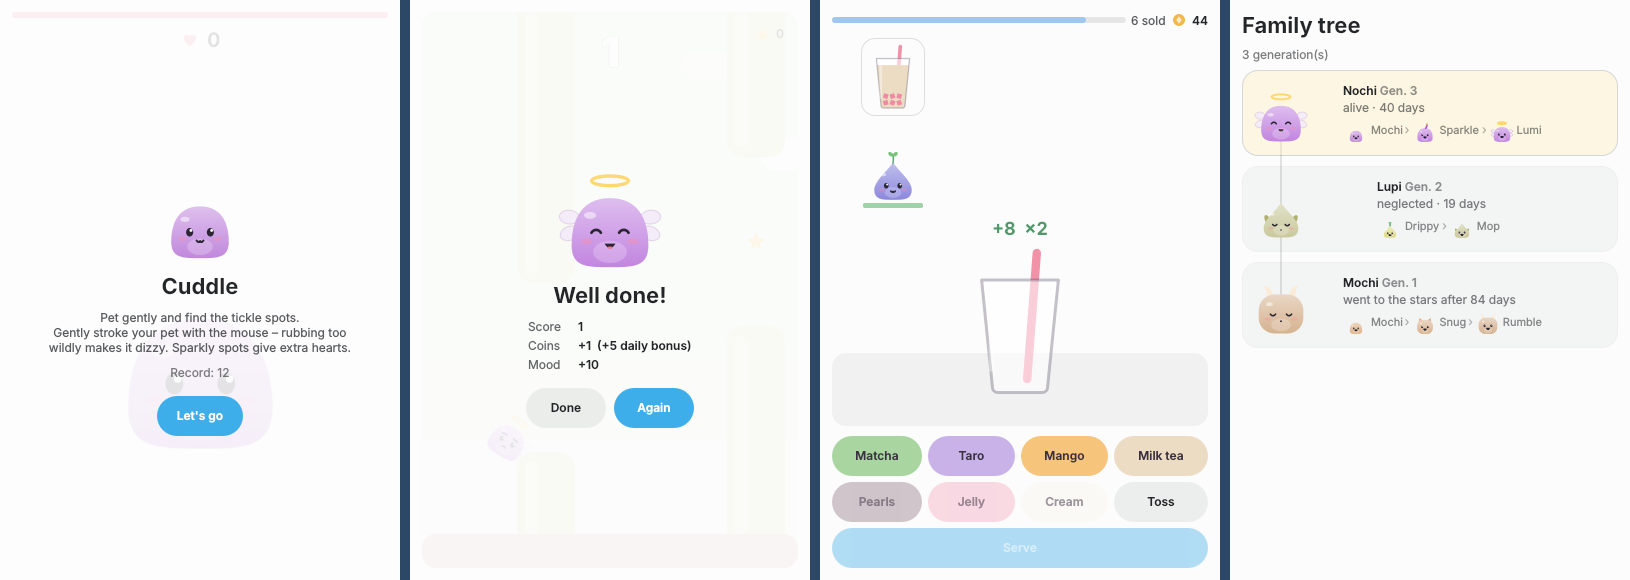 0
Cuddle
Pet gently and find the tickle spots.
Gently stroke your pet with the mouse – rubbing too
wildly makes it dizzy. Sparkly spots give extra hearts.
Record: 12
Let's go
1
0
Well done!
Score 1
Coins +1 (+5 daily bonus)
Mood +10
Done Again
6 sold 44
+8 ×2
Matcha Taro Mango Milk tea
Pearls Jelly Cream Toss
Serve
Family tree
3 generation(s)
Nochi Gen. 3
alive · 40 days
Mochi › Sparkle › Lumi
Lupi Gen. 2
neglected · 19 days
Drippy › Mop
Mochi Gen. 1
went to the stars after 84 days
Mochi › Snug › Rumble